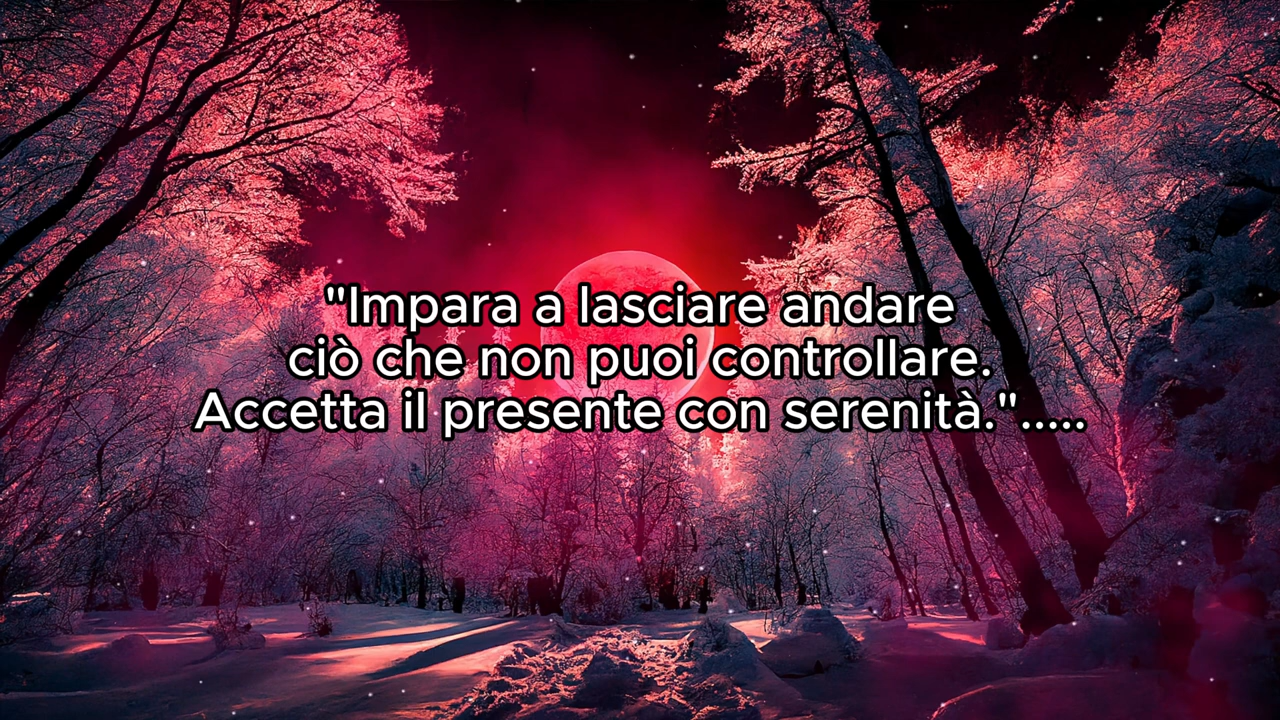 "Impara a lasciare andare
ciò che non puoi controllare.
Accetta il presente con serenità.".....